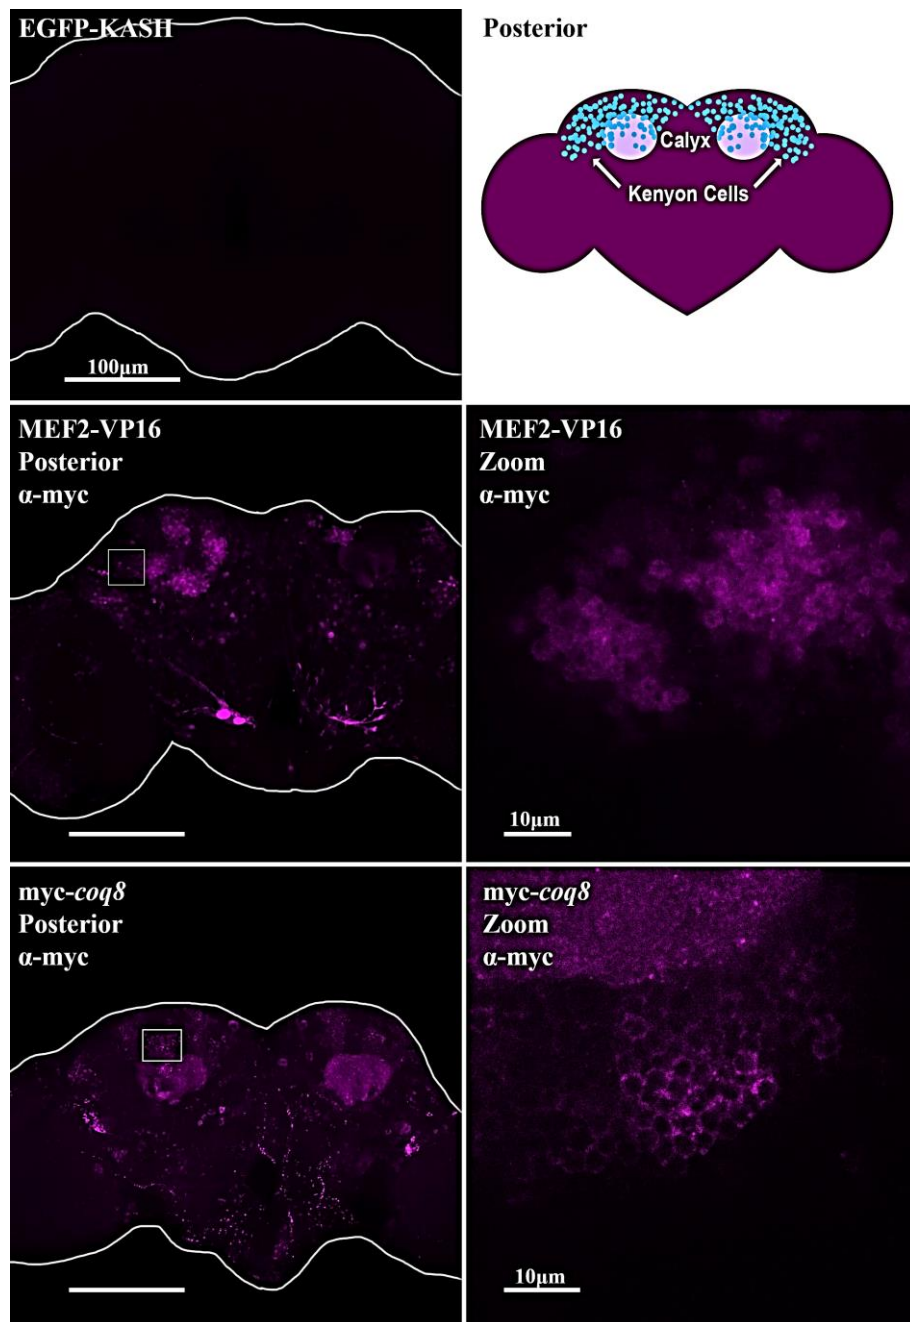 EGFP-KASH
100μm
Posterior
Calyx
Kenyon Cells
MEF2-VP16
Posterior
α-myc
MEF2-VP16
Zoom
α-myc
10μm
myc-coq8
Posterior
α-myc
myc-coq8
Zoom
α-myc
10μm